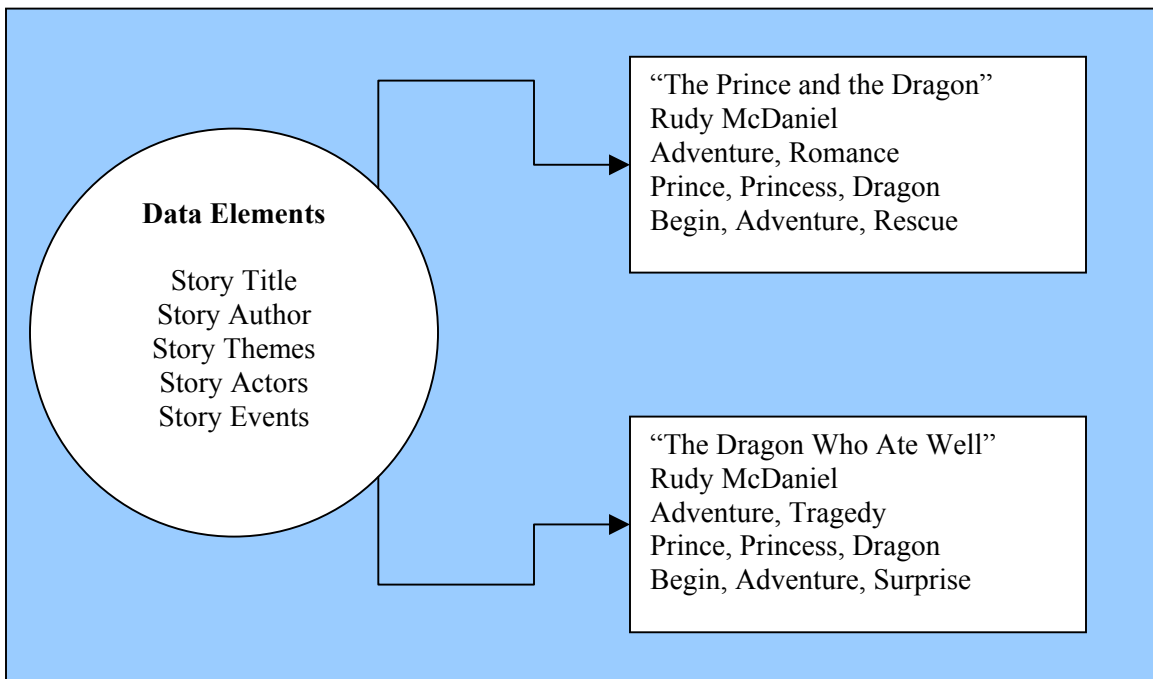 Data Elements
Story Title
Story Author
Story Themes
Story Actors
Story Events
“The Prince and the Dragon”
Rudy McDaniel
Adventure, Romance
Prince, Princess, Dragon
Begin, Adventure, Rescue
“The Dragon Who Ate Well”
Rudy McDaniel
Adventure, Tragedy
Prince, Princess, Dragon
Begin, Adventure, Surprise